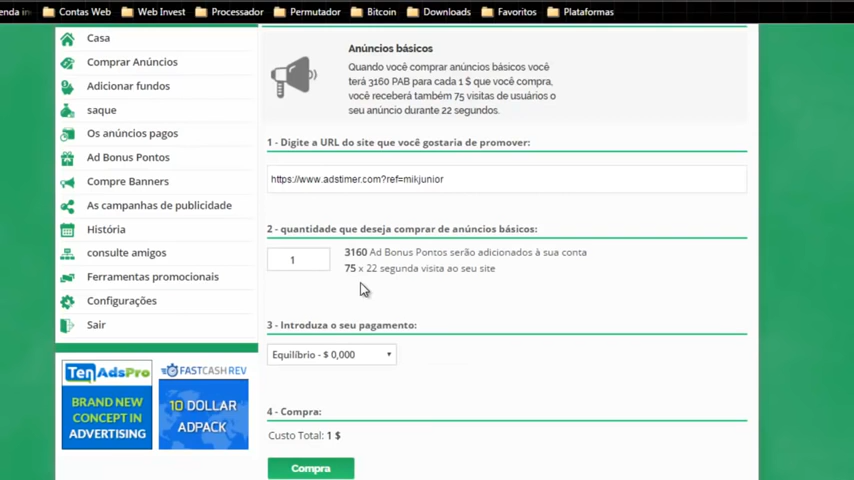 enda in
Contas Web
Web Invest
Processador
Permutador
Bitcoin
Downloads
Favoritos
Plataformas
Casa
Comprar Anúncios
Adicionar fundos
saque
Os anúncios pagos
Ad Bonus Pontos
Compre Banners
As campanhas de publicidade
História
consulte amigos
Ferramentas promocionais
Configurações
Sair
TenAdsPro
BRAND NEW
CONCEPT IN
ADVERTISING
FASTCASH REV
10 DOLLAR
ADPACK
Anúncios básicos
Quando você comprar anúncios básicos você
terá 3160 PAB para cada 1 $ que você compra,
você receberá também 75 visitas de usuários o
seu anúncio durante 22 segundos.
1 - Digite a URL do site que você gostaria de promover:
https://www.adstimer.com?ref=mikjunior
2 - quantidade que deseja comprar de anúncios básicos:
1
3160 Ad Bonus Pontos serão adicionados à sua conta
75 x 22 segunda visita ao seu site
3 - Introduza o seu pagamento:
Equilíbrio - $ 0,000
4 - Compra:
Custo Total: 1 $
Compra